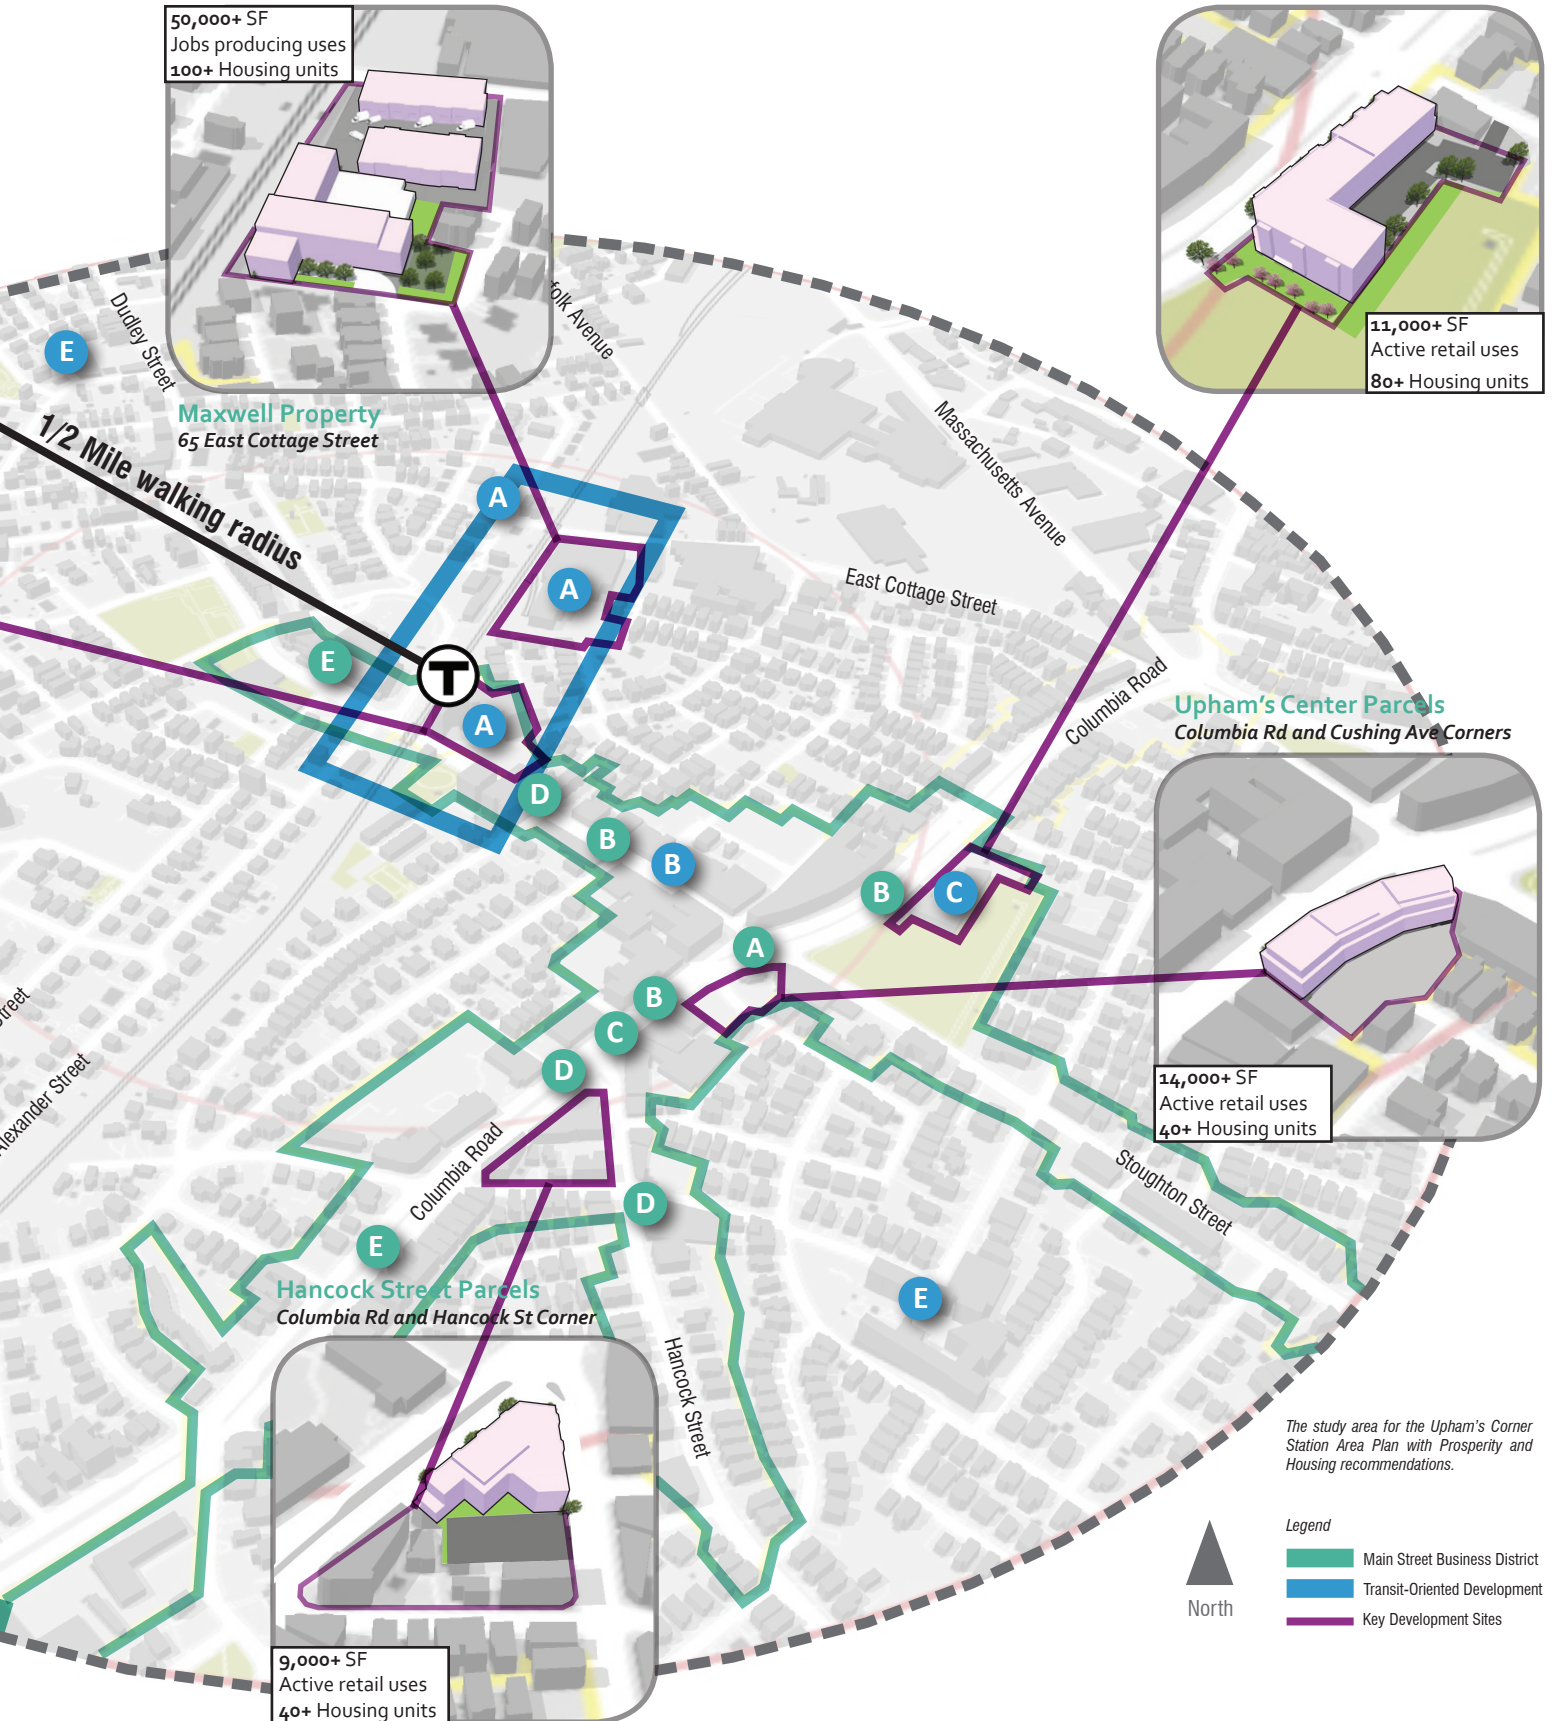 50,000+ SF
Jobs producing uses
100+ Housing units
Dudley Street
folk Avenue
E
Maxwell Property
65 East Cottage Street
1/2 Mile walking radius
11,000+ SF
Active retail uses
80+ Housing units
Massachusetts Avenue
A
A
East Cottage Street
E
T
A
Columbia Road
Upham's Center Parcels
Columbia Rd and Cushing Ave Corners
D
B
B
B
C
A
B
C
D
14,000+ SF
Active retail uses
40+ Housing units
Street
Alexander Street
Columbia Road
D
E
Stoughton Street
E
Hancock Street Parcels
Columbia Rd and Hancock St Corner
Hancock Street
9,000+ SF
Active retail uses
40+ Housing units
The study area for the Upham's Corner
Station Area Plan with Prosperity and
Housing recommendations.
North
Legend
Main Street Business District
Transit-Oriented Development
Key Development Sites